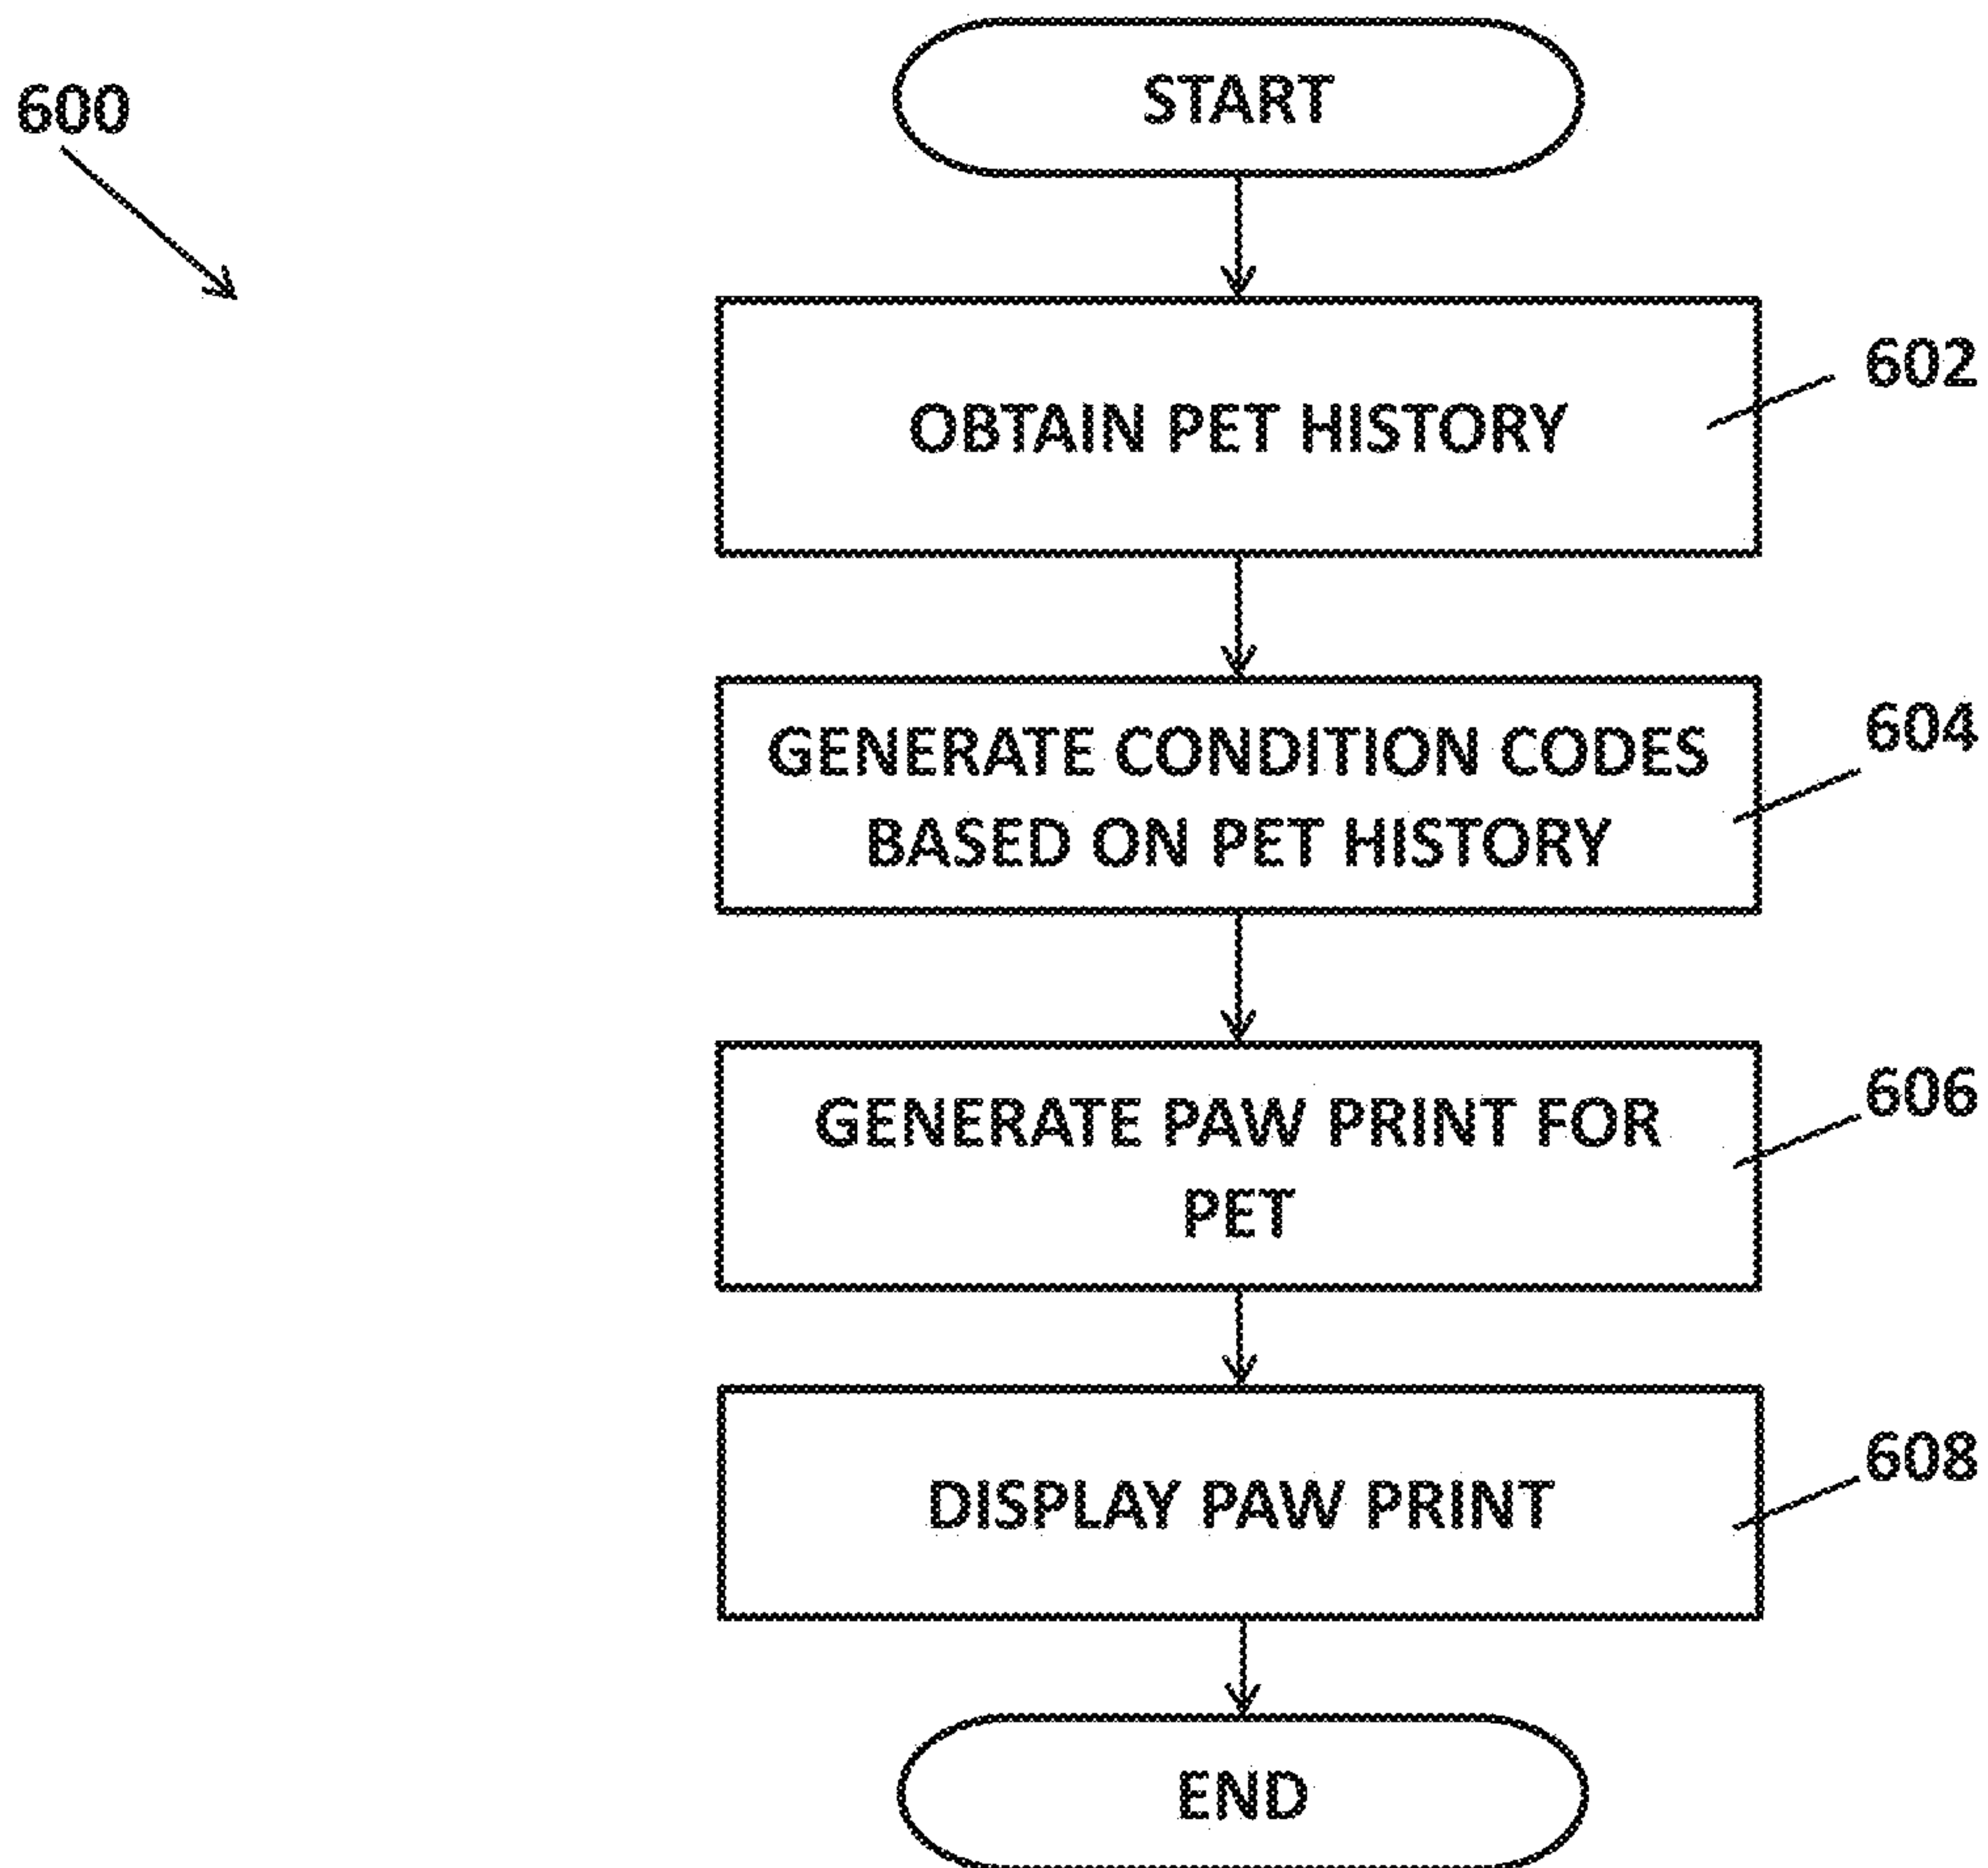 600
START
OBTAIN PET HISTORY
602
GENERATE CONDITION CODES
BASED ON PET HISTORY
604
GENERATE PAW PRINT FOR
PET
606
DISPLAY PAW PRINT
608
END